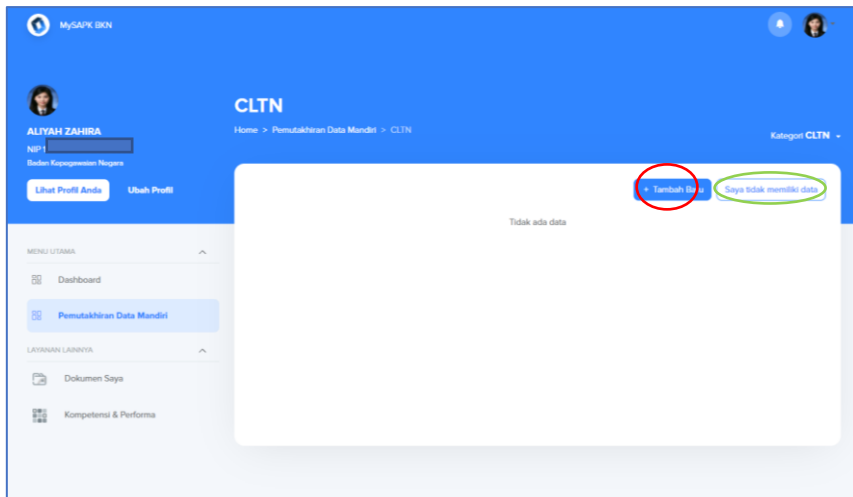 MySAPK BKN
ALIYAH ZAHIRA
NIP 1
Badan Kepegawaian Negara
Lihat Profil Anda
Ubah Profil
MENU UTAMA
Dashboard
Pemutakhiran Data Mandiri
LAYANAN LAINNYA
Dokumen Saya
Kompetensi & Performa
CLTN
Home > Pemutakhiran Data Mandiri > CLTN
Kategori CLTN
+ Tambah Baru
Saya tidak memiliki data
Tidak ada data